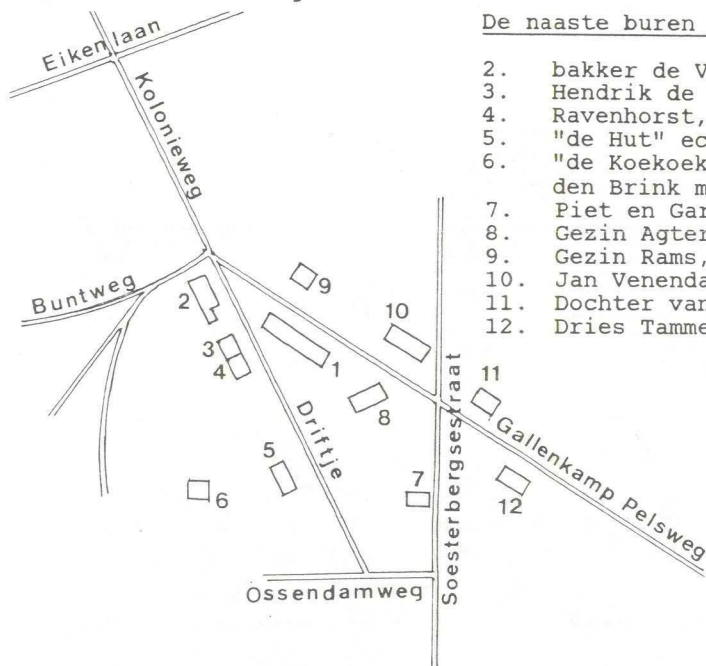 De naaste buren
2. bakker de V
3. Hendrik de
4. Ravenhorst,
5. "de Hut" ec
6. "de Koekoek
den Brink m
7. Piet en Gar
8. Gezin Agter
9. Gezin Rams,
10. Jan Venenda
11. Dochter van
12. Dries Tamme
Eikenlaan
Kolonieweg
Buntweg
2
9
10
3
4
1
11
8
Driftje
5
6
7
12
Soesterbergsestraat
Gallenkamp Pelsweg
Ossendamweg